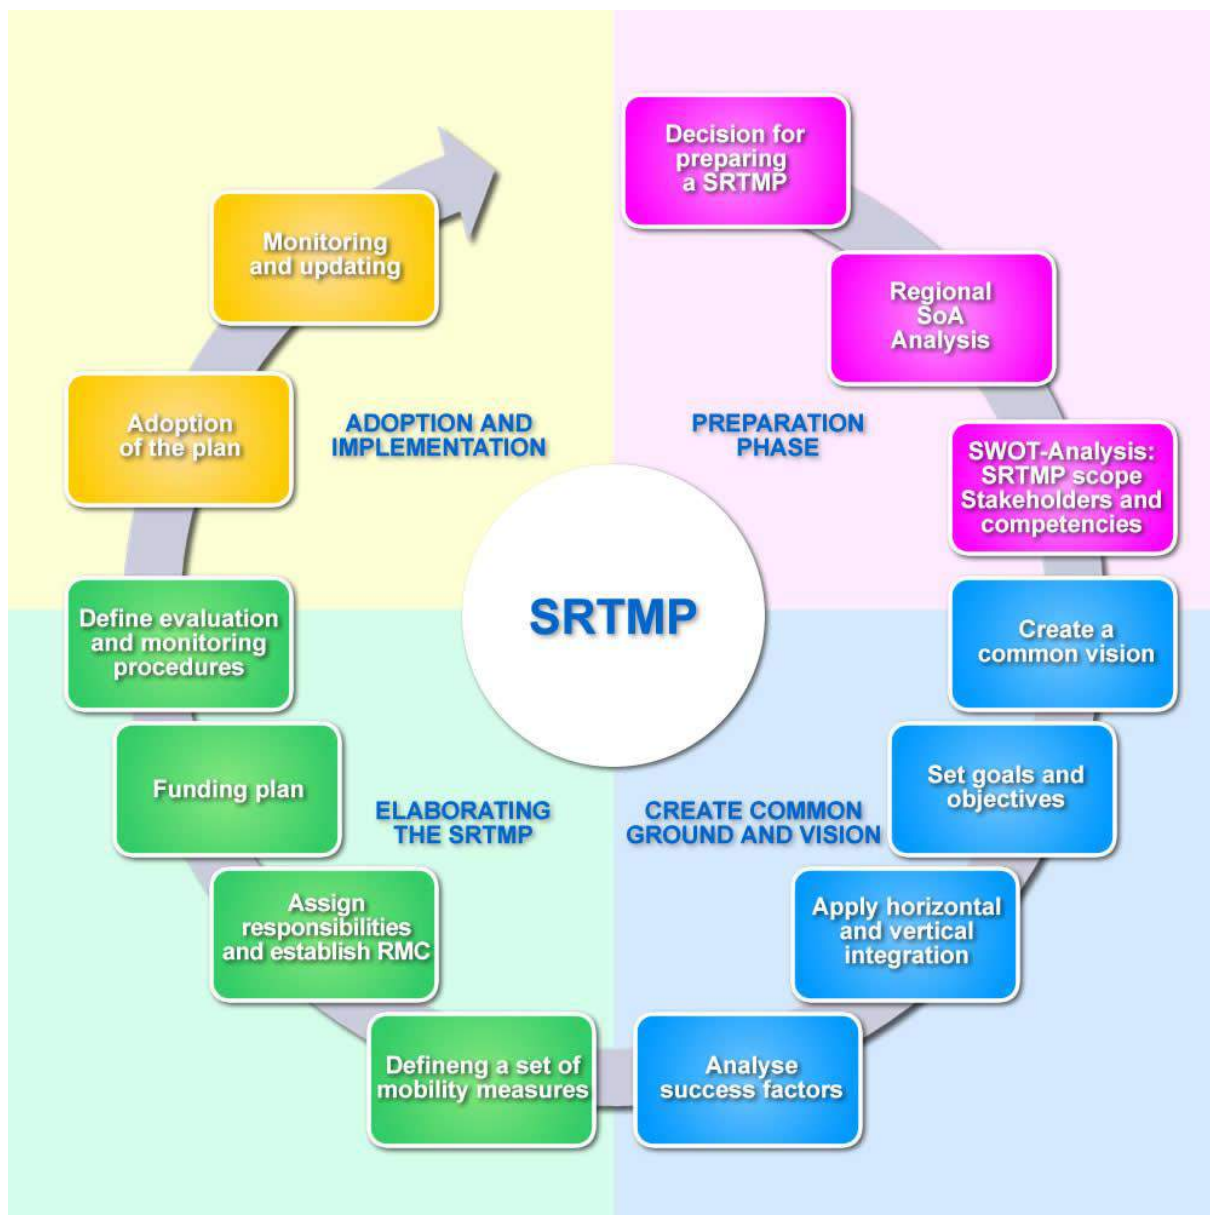 Decision for
preparing
a SRTMP
Regional
SoA
Analysis
SWOT-Analysis:
SRTMP scope
Stakeholders and
competencies
PREPARATION
PHASE
Create a
common vision
Set goals and
objectives
Apply horizontal
and vertical
integration
Analyse
success factors
CREATE COMMON
GROUND AND VISION
Defineng a set of
mobility measures
Assign
responsibilities
and establish RMC
Funding plan
Define evaluation
and monitoring
procedures
ELABORATING
THE SRTMP
Adoption
of the plan
Monitoring
and updating
ADOPTION AND
IMPLEMENTATION
SRTMP